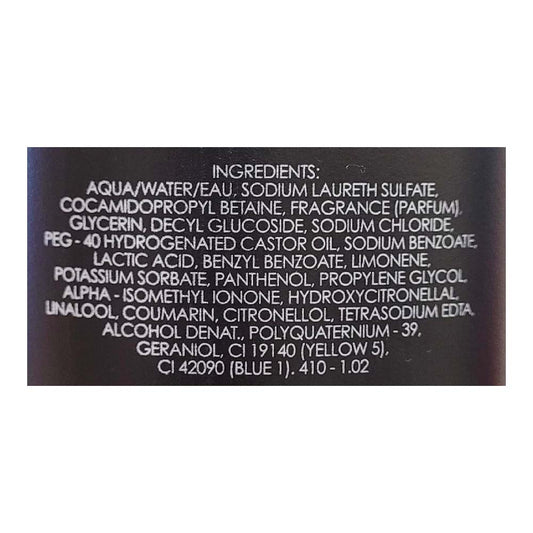 INGREDIENTS:
AQUA/WATER/EAU, SODIUM LAURETH SULFATE,
COCAMIDOPROPYL BETAINE, FRAGRANCE (PARFUM),
GLYCERIN, DECYL GLUCOSIDE, SODIUM CHLORIDE,
PEG - 40 HYDROGENATED CASTOR OIL, SODIUM BENZOATE,
LACTIC ACID, BENZYL BENZOATE, LIMONENE,
POTASSIUM SORBATE, PANTHENOL, PROPYLENE GLYCOL,
ALPHA - ISOMETHYL IONONE, HYDROXYCITRONELLAL,
LINALOOL, COUMARIN, CITRONELLOL, TETRASODIUM EDTA,
ALCOHOL DENAT., POLYQUATERNIUM - 39,
GERANIOL, CI 19140 (YELLOW 5),
CI 42090 (BLUE 1). 410 - 1.02